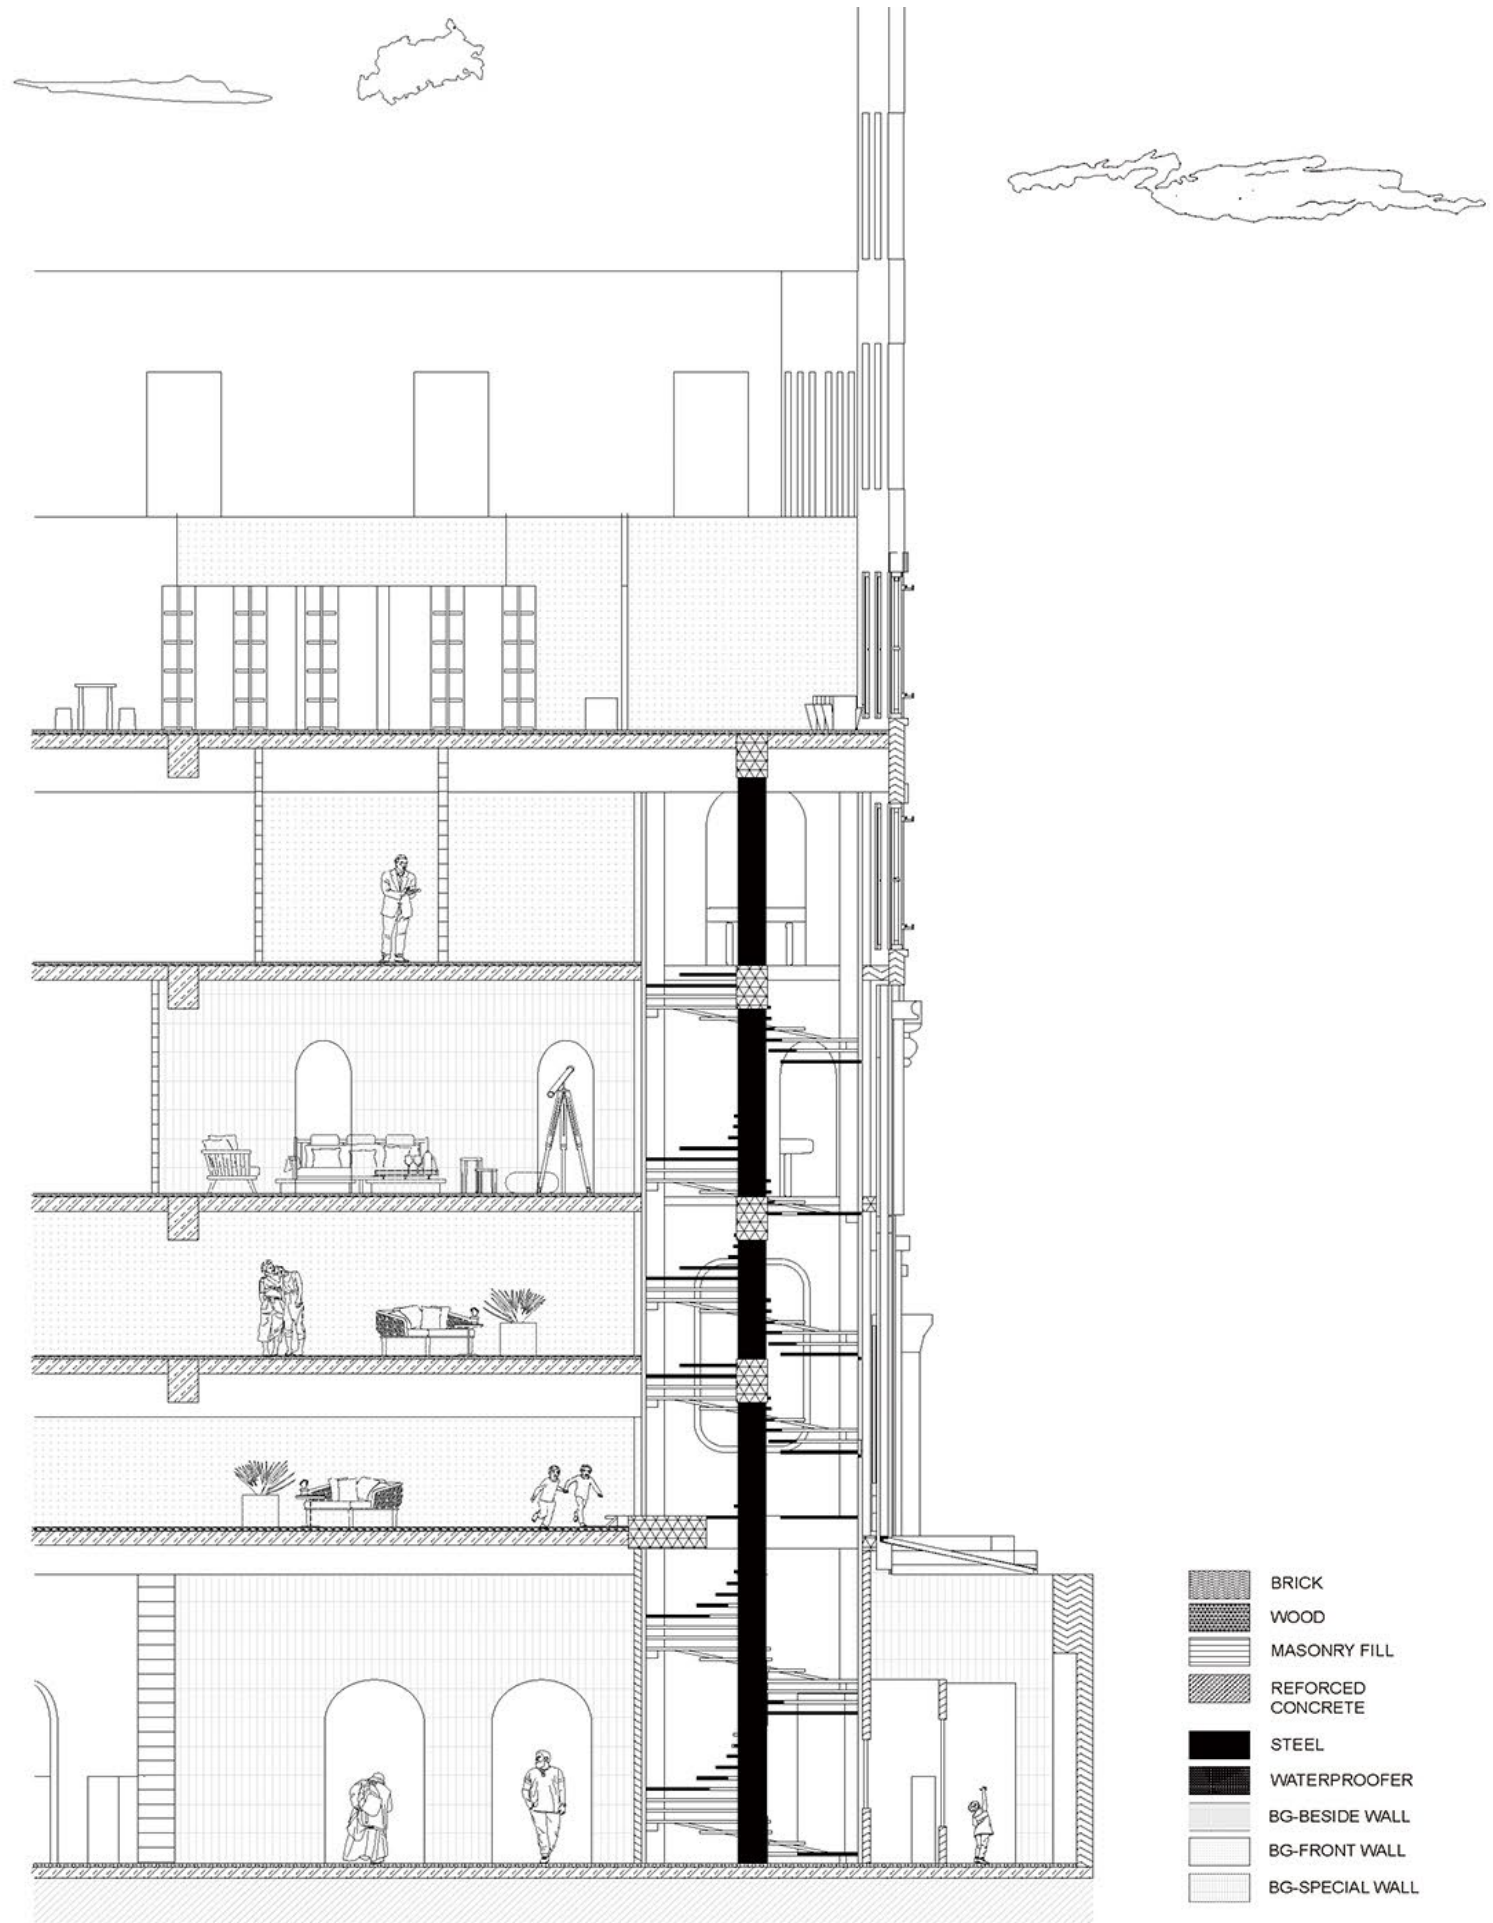 BRICK
WOOD
MASONRY FILL
REFORCED
CONCRETE
STEEL
WATERPROOFER
BG-BESIDE WALL
BG-FRONT WALL
BG-SPECIAL WALL